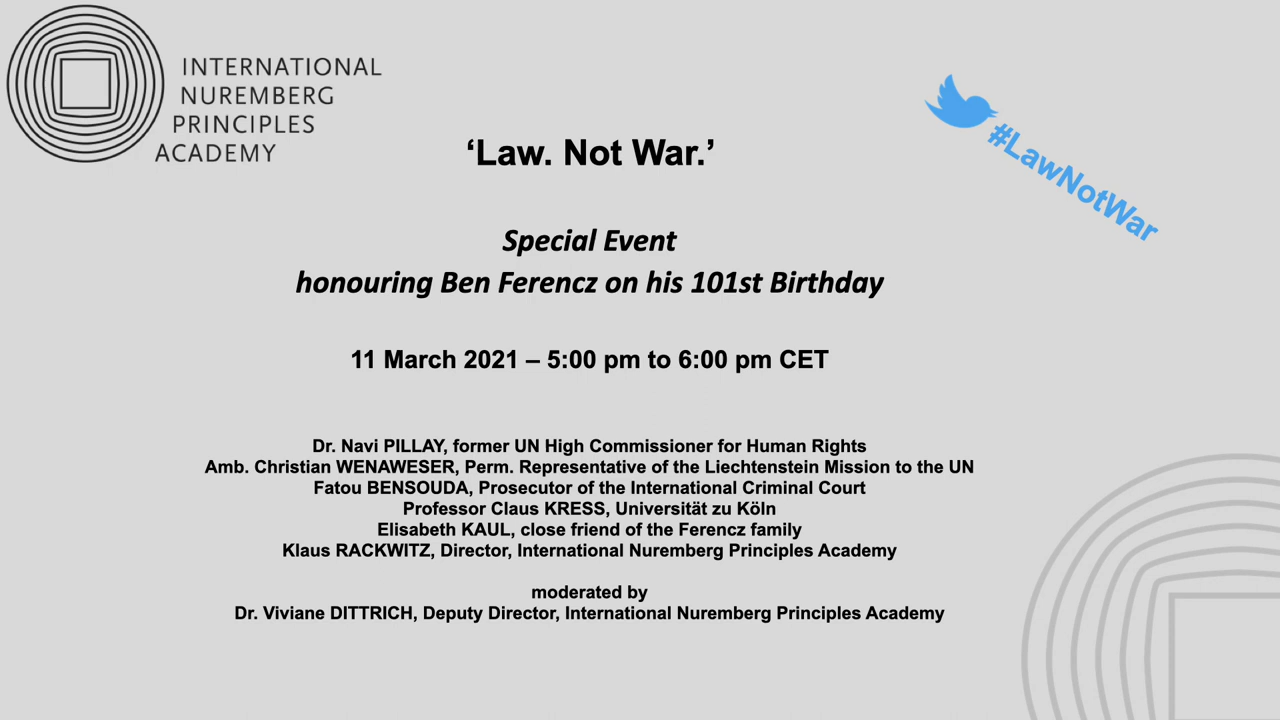 INTERNATIONAL
NUREMBERG
PRINCIPLES
ACADEMY
#LawNotWar
‘Law. Not War.’
Special Event
honouring Ben Ferencz on his 101st Birthday
11 March 2021 – 5:00 pm to 6:00 pm CET
Dr. Navi PILLAY, former UN High Commissioner for Human Rights
Amb. Christian WENAWESER, Perm. Representative of the Liechtenstein Mission to the UN
Fatou BENSOUDA, Prosecutor of the International Criminal Court
Professor Claus KRESS, Universität zu Köln
Elisabeth KAUL, close friend of the Ferencz family
Klaus RACKWITZ, Director, International Nuremberg Principles Academy
moderated by
Dr. Viviane DITTRICH, Deputy Director, International Nuremberg Principles Academy